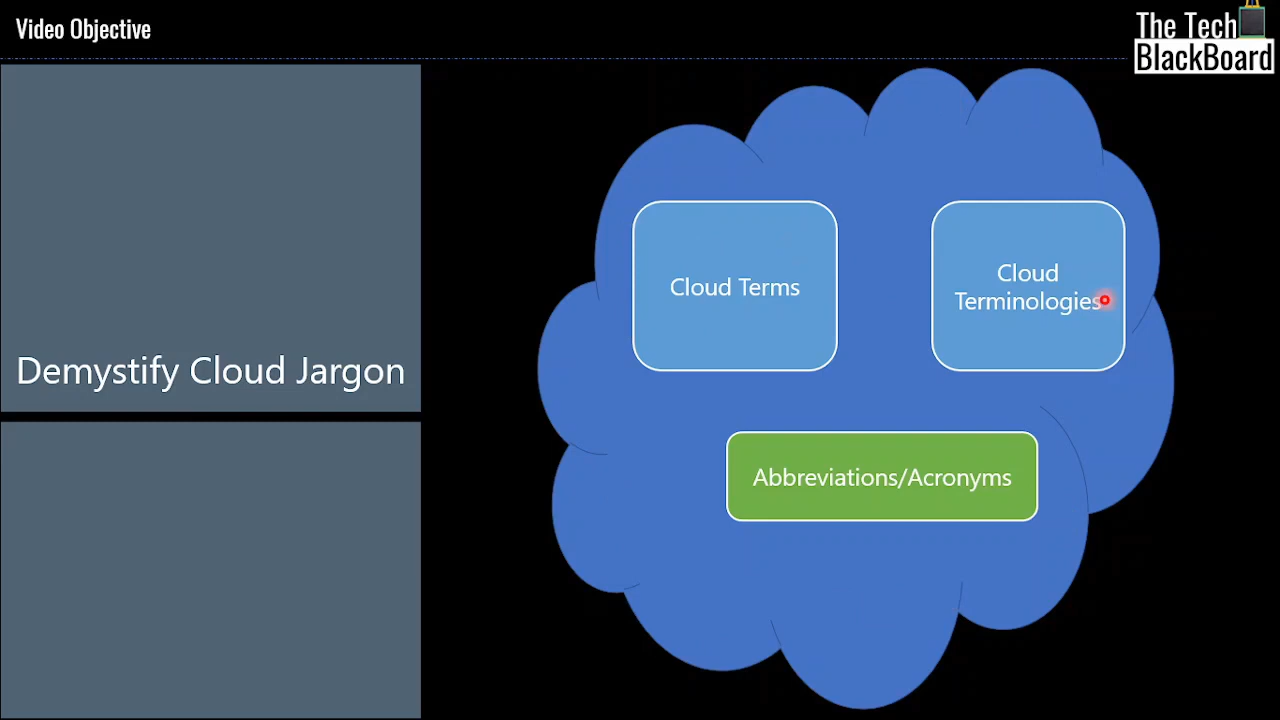 Video Objective
The Tech
BlackBoard
Demystify Cloud Jargon
Cloud Terms
Cloud
Terminologies
Abbreviations/Acronyms